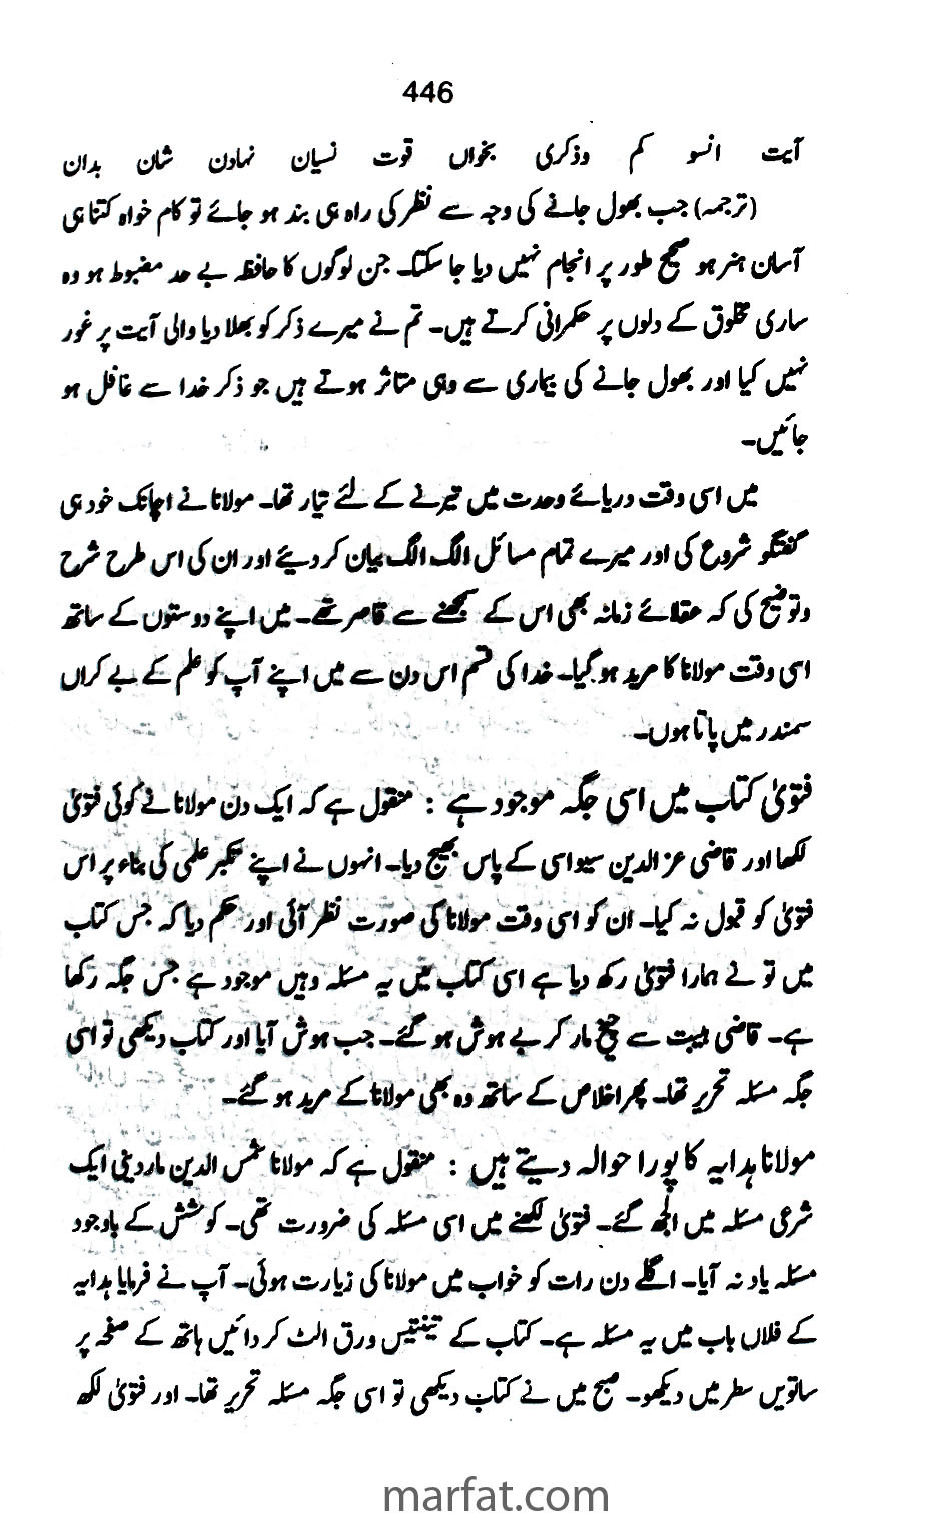 446
آیت انسو کم وذکری بخواں قوت نسیان نہادن شان بدان
(ترجمہ) جب بھول جانے کی وجہ سے نظر کی راہ ہی بند ہو جائے تو کام خواہ کتنا ہی
آسان ہنر ہو صحیح طور پر انجام نہیں دیا جا سکتا۔ جن لوگوں کا حافظہ بے حد مضبوط ہو وہ
ساری مخلوق کے دلوں پر حکمرانی کرتے ہیں۔ تم نے میرے ذکر کو بھلا دیا والی آیت پر غور
نہیں کیا اور بھول جانے کی بیماری سے وہی متاثر ہوتے ہیں جو ذکر خدا سے غافل ہو
جائیں۔
میں اسی وقت دریائے وحدت میں تیرنے کے لئے تیار تھا۔ مولانا نے اچانک خود ہی
گفتگو شروع کی اور میرے تمام مسائل الگ الگ بیان کر دیئے اور ان کی اس طرح شرح
وتوضیح کی کہ عقلائے زمانہ بھی اس کے سمجھنے سے قاصر تھے۔ میں اپنے دوستوں کے ساتھ
اسی وقت مولانا کا مرید ہو گیا۔ خدا کی قسم اس دن سے میں اپنے آپ کو علم کے بے کراں
سمندر میں پاتا ہوں۔
فتویٰ کتاب میں اسی جگہ موجود ہے : منقول ہے کہ ایک دن مولانا نے کوئی فتویٰ
لکھا اور قاضی عز الدین سیواسی کے پاس بھیج دیا۔ انہوں نے اپنے تکبر علمی کی بناء پر اس
فتویٰ کو قبول نہ کیا۔ ان کو اسی وقت مولانا کی صورت نظر آئی اور حکم دیا کہ جس کتاب
میں تو نے ہمارا فتویٰ رکھ دیا ہے اسی کتاب میں یہ مسئلہ وہیں موجود ہے جس جگہ رکھا
ہے۔ قاضی ہیبت سے چیخ مار کر بے ہوش ہو گئے۔ جب ہوش آیا اور کتاب دیکھی تو اسی
جگہ مسئلہ تحریر تھا۔ پھر اخلاص کے ساتھ وہ بھی مولانا کے مرید ہو گئے۔
مولانا ہدایہ کا پورا حوالہ دیتے ہیں : منقول ہے کہ مولانا شمس الدین ماردینی ایک
شرعی مسئلہ میں الجھ گئے۔ فتویٰ لکھنے میں اسی مسئلہ کی ضرورت تھی۔ کوشش کے باوجود
مسئلہ یاد نہ آیا۔ اگلے دن رات کو خواب میں مولانا کی زیارت ہوئی۔ آپ نے فرمایا ہدایہ
کے فلاں باب میں یہ مسئلہ ہے۔ کتاب کے تینتیس ورق الٹ کر دائیں ہاتھ کے صفحہ پر
ساتویں سطر میں دیکھو۔ صبح میں نے کتاب دیکھی تو اسی جگہ مسئلہ تحریر تھا۔ اور فتویٰ لکھ
marfat.com